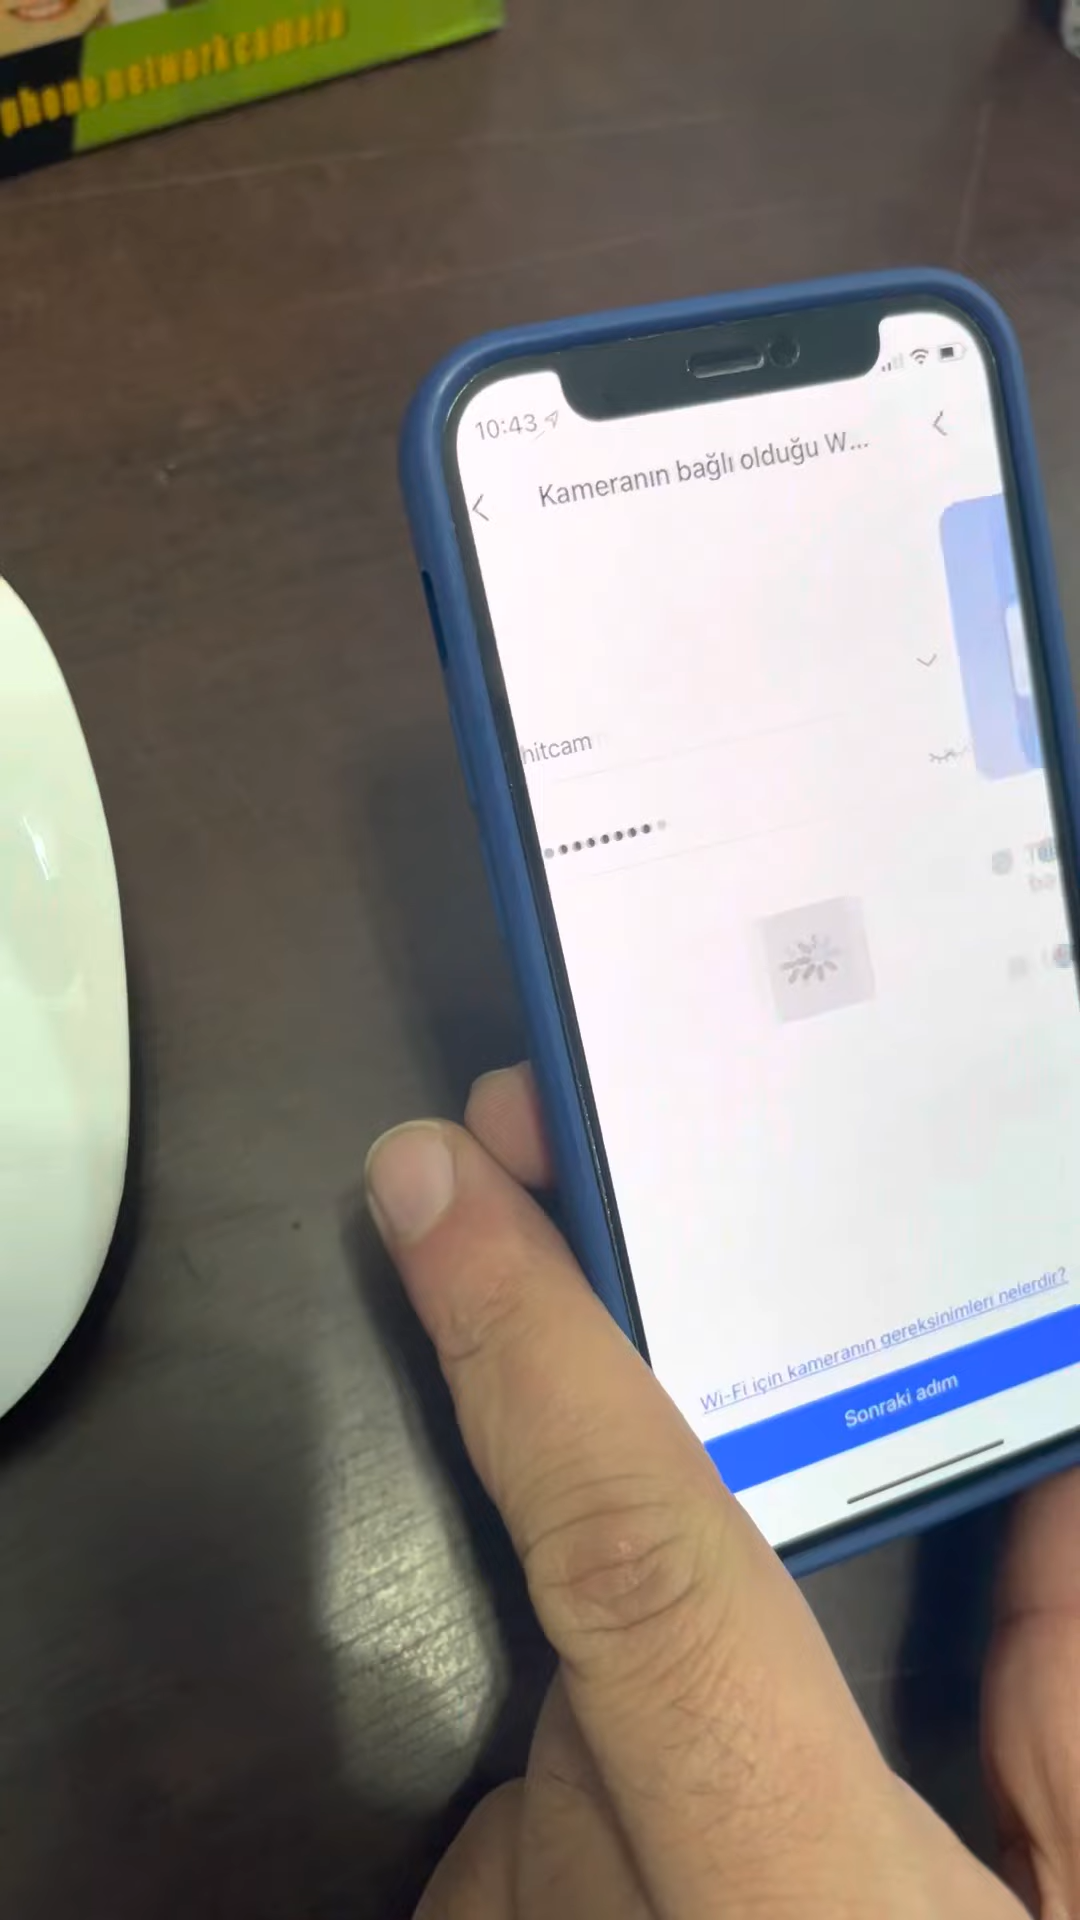 phone network camera
10:43
Kameranın bağlı olduğu W...
hitcam
Wi-Fi için kameranın gereksinimleri nelerdir?
Sonraki adım